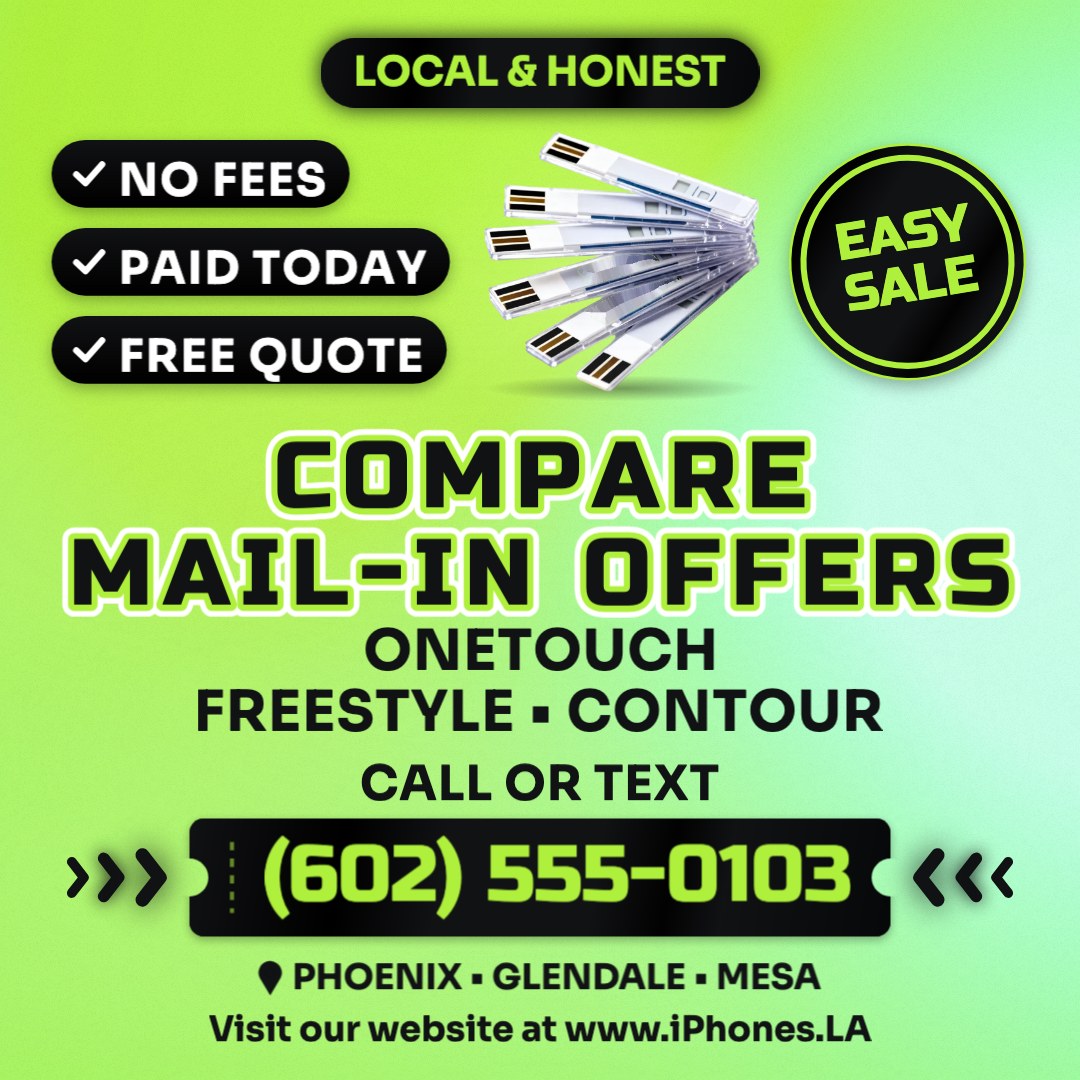 LOCAL & HONEST
NO FEES
PAID TODAY
FREE QUOTE
EASY
SALE
COMPARE
MAIL-IN OFFERS
ONETOUCH
FREESTYLE ▪ CONTOUR
CALL OR TEXT
(602) 555-0103
PHOENIX ▪ GLENDALE ▪ MESA
Visit our website at www.iPhones.LA